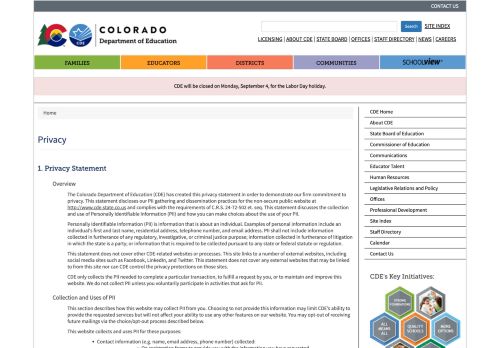 CONTACT US
COLORADO
Department of Education
CDE
Search
SITE INDEX
LICENSING | ABOUT CDE | STATE BOARD | OFFICES | STAFF DIRECTORY | NEWS | CAREERS
FAMILIES
EDUCATORS
DISTRICTS
COMMUNITIES
SCHOOLVIEW
CDE will be closed on Monday, September 4, for the Labor Day holiday.
Home
Privacy
1. Privacy Statement
Overview
The Colorado Department of Education (CDE) has created this privacy statement in order to demonstrate our firm commitment to
privacy. This statement discloses our PII gathering and dissemination practices for the non-secure public website at
http://www.cde.state.co.us and complies with the requirements of C.R.S. 24-72-502 et. seq. This statement discusses the collection
and use of Personally Identifiable Information (PII) and how you can make choices about the use of your PII.
Personally Identifiable Information (PII) is information that is about an individual. Examples of personal information include an
individual's first and last name, residential address, telephone number, and email address. PII shall not include information
collected in furtherance of any regulatory, investigative, or criminal justice purpose; information collected in furtherance of litigation
in which the state is a party; or information that is required to be collected pursuant to any state or federal statute or regulation.
This statement does not cover other CDE related websites or processes. This site links to a number of external websites, including
social media sites such as Facebook, LinkedIn, and Twitter. This statement does not cover any external websites that may be linked
to from this site nor can CDE control the privacy protections on those sites.
CDE only collects the PII needed to complete a particular transaction, to fulfill a request by you, or to maintain and improve this
website. We do not collect PII unless you voluntarily participate in activities that ask for PII.
Collection and Uses of PII
This section describes how this website may collect PII from you. Choosing to not provide this information may limit CDE's ability to
provide the requested services but will not affect your ability to use any other features on our website. You may opt-out of receiving
future mailings via the choice/opt-out process described below.
This website collects and uses PII for these purposes:
• Contact information (e.g. name, email address, phone number) collected:
CDE Home
About CDE
State Board of Education
Commissioner of Education
Communications
Educator Talent
Human Resources
Legislative Relations and Policy
Offices
Professional Development
Site Index
Staff Directory
Calendar
Contact Us
CDE's Key Initiatives:
STRONG
FOUNDATIONS
ALL
MEANS
ALL
QUALITY
SCHOOLS
MORE
OPTIONS